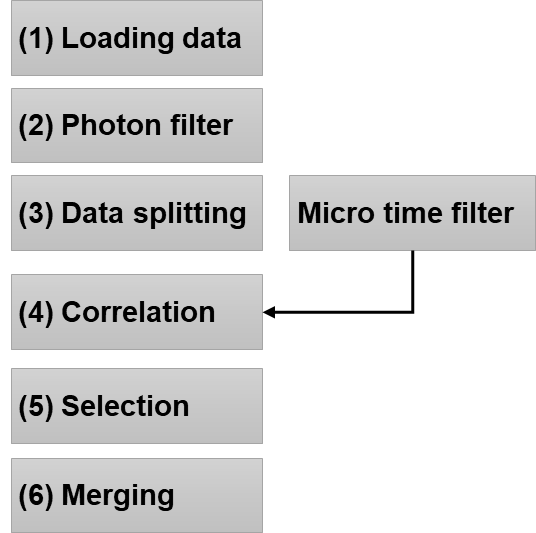 (1) Loading data
(2) Photon filter
(3) Data splitting
Micro time filter
(4) Correlation
(5) Selection
(6) Merging